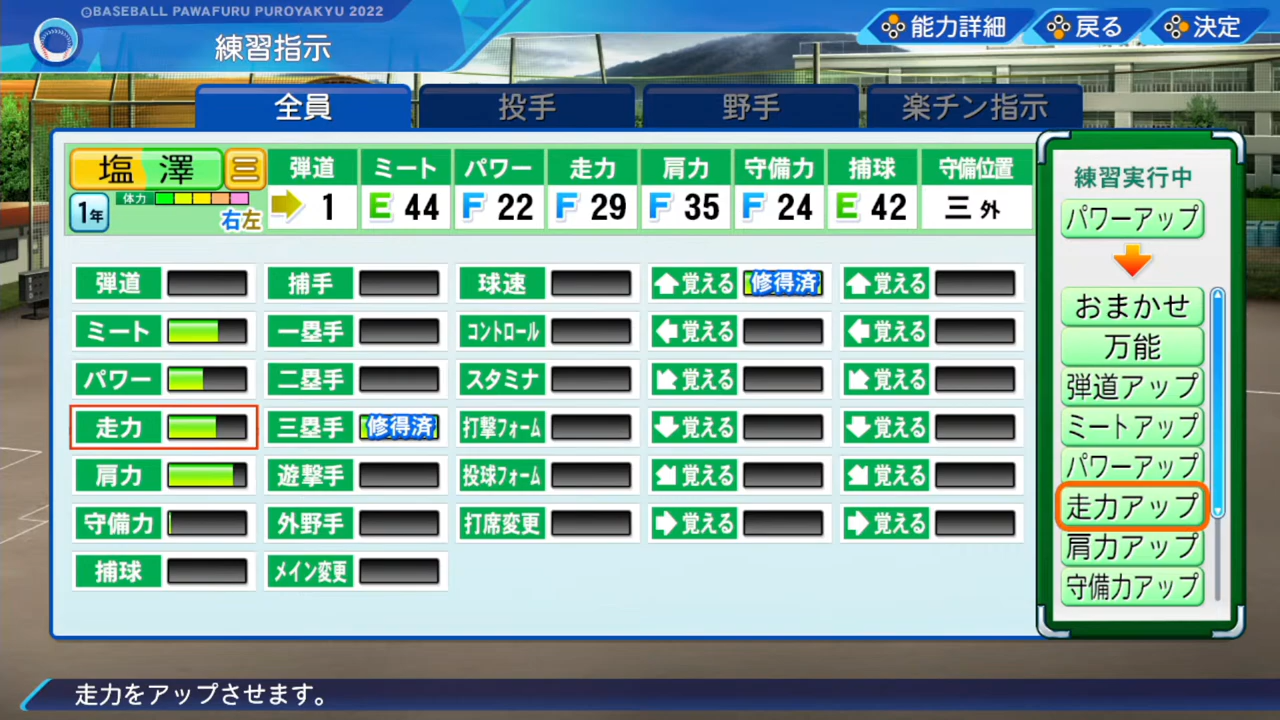 ©BASEBALL PAWAFURU PUROYAKYU 2022
練習指示
能力詳細 戻る 決定
全員 投手 野手 楽チン指示
塩澤 三 弾道 ミート パワー 走力 肩力 守備力 捕球 守備位置
1年 体力 右左 1 E 44 F 22 F 29 F 35 F 24 E 42 三 外
弾道 捕手 球速 覚える 修得済 覚える
ミート 一塁手 コントロール 覚える 覚える
パワー 二塁手 スタミナ 覚える 覚える
走力 三塁手 修得済 打撃フォーム 覚える 覚える
肩力 遊撃手 投球フォーム 覚える 覚える
守備力 外野手 打席変更 覚える 覚える
捕球 メイン変更
練習実行中
パワーアップ
おまかせ
万能
弾道アップ
ミートアップ
パワーアップ
走力アップ
肩力アップ
守備力アップ
走力をアップさせます。